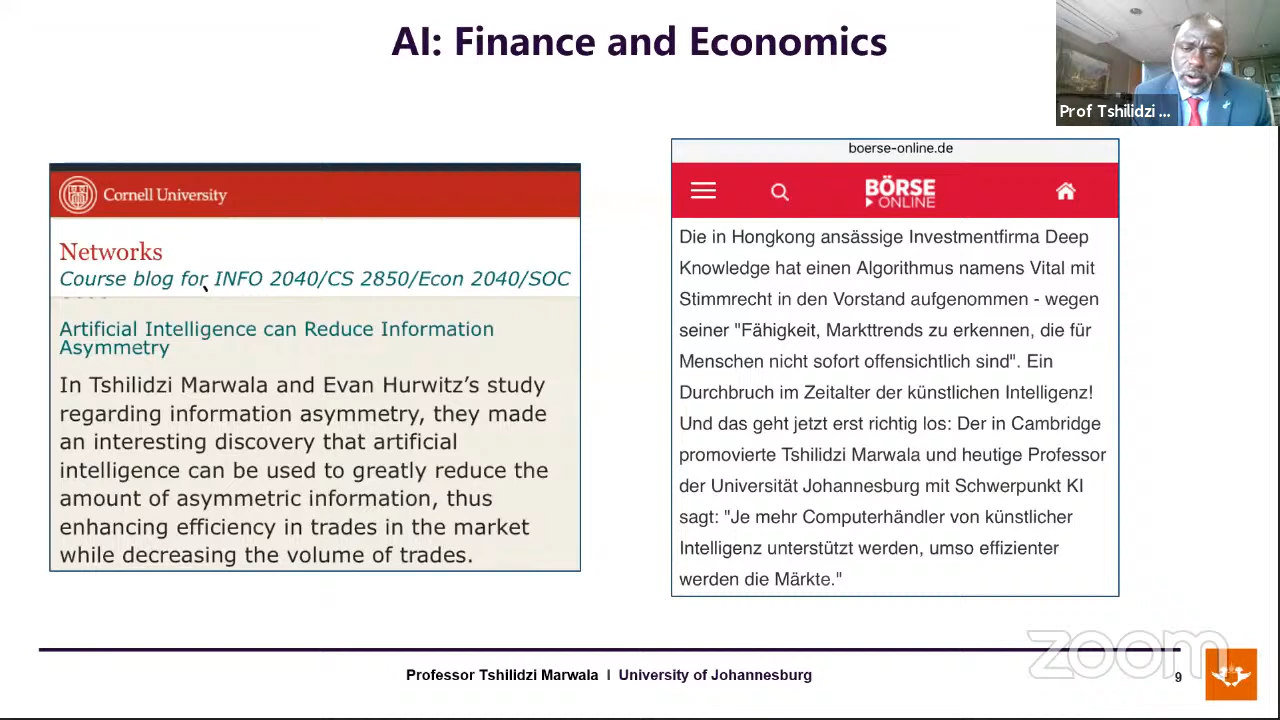 AI: Finance and Economics
Prof Tshilidzi ...
Cornell University
Networks
Course blog for INFO 2040/CS 2850/Econ 2040/SOC
Artificial Intelligence can Reduce Information
Asymmetry
In Tshilidzi Marwala and Evan Hurwitz's study
regarding information asymmetry, they made
an interesting discovery that artificial
intelligence can be used to greatly reduce the
amount of asymmetric information, thus
enhancing efficiency in trades in the market
while decreasing the volume of trades.
boerse-online.de
BÖRSE
ONLINE
Die in Hongkong ansässige Investmentfirma Deep
Knowledge hat einen Algorithmus namens Vital mit
Stimmrecht in den Vorstand aufgenommen - wegen
seiner "Fähigkeit, Markttrends zu erkennen, die für
Menschen nicht sofort offensichtlich sind". Ein
Durchbruch im Zeitalter der künstlichen Intelligenz!
Und das geht jetzt erst richtig los: Der in Cambridge
promovierte Tshilidzi Marwala und heutige Professor
der Universität Johannesburg mit Schwerpunkt KI
sagt: "Je mehr Computerhändler von künstlicher
Intelligenz unterstützt werden, umso effizienter
werden die Märkte."
zoom
Professor Tshilidzi Marwala I University of Johannesburg
9